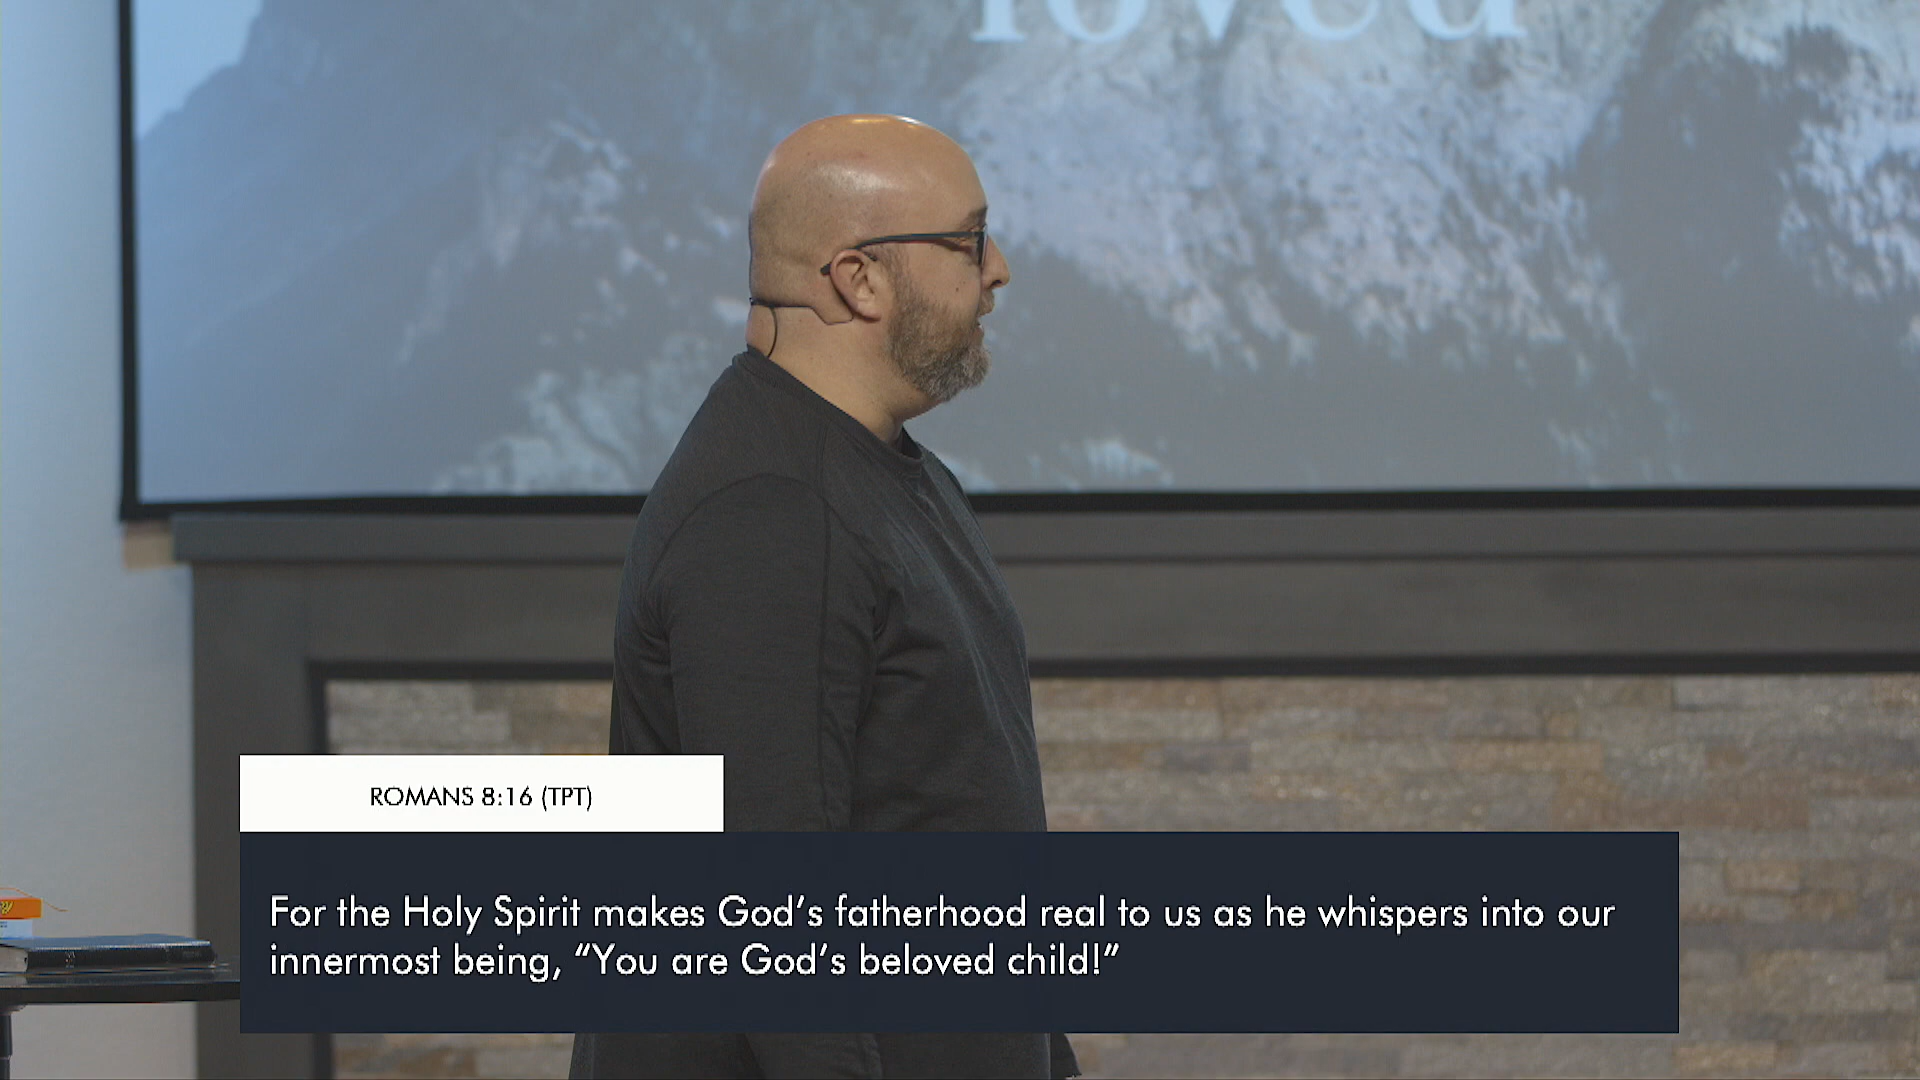 loved
ROMANS 8:16 (TPT)
For the Holy Spirit makes God’s fatherhood real to us as he whispers into our
innermost being, “You are God’s beloved child!”